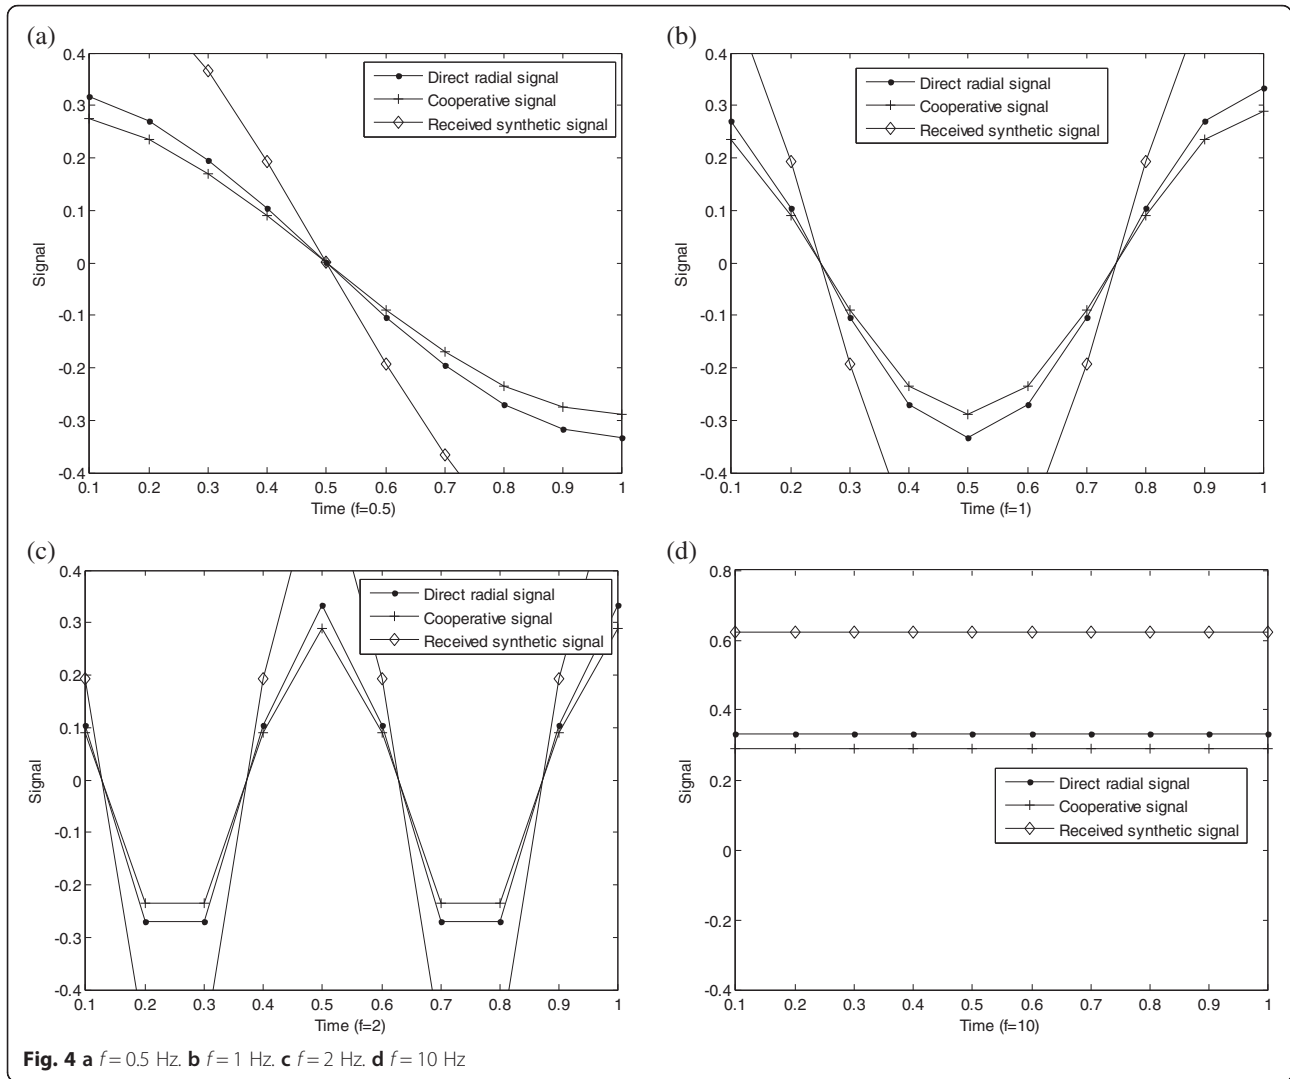 (a)
0.4
0.3
0.2
0.1
0
-0.1
-0.2
-0.3
-0.4
Signal
Direct radial signal
Cooperative signal
Received synthetic signal
0.1 0.2 0.3 0.4 0.5 0.6 0.7 0.8 0.9 1
Time (f=0.5)
(b)
0.4
0.3
0.2
0.1
0
-0.1
-0.2
-0.3
-0.4
Signal
Direct radial signal
Cooperative signal
Received synthetic signal
0.1 0.2 0.3 0.4 0.5 0.6 0.7 0.8 0.9 1
Time (f=1)
(c)
0.4
0.3
0.2
0.1
0
-0.1
-0.2
-0.3
-0.4
Signal
Direct radial signal
Cooperative signal
Received synthetic signal
0.1 0.2 0.3 0.4 0.5 0.6 0.7 0.8 0.9 1
Time (f=2)
(d)
0.8
0.6
0.4
0.2
0
-0.2
-0.4
Signal
Direct radial signal
Cooperative signal
Received synthetic signal
0.1 0.2 0.3 0.4 0.5 0.6 0.7 0.8 0.9 1
Time (f=10)
Fig. 4 a f = 0.5 Hz. b f = 1 Hz. c f = 2 Hz. d f = 10 Hz